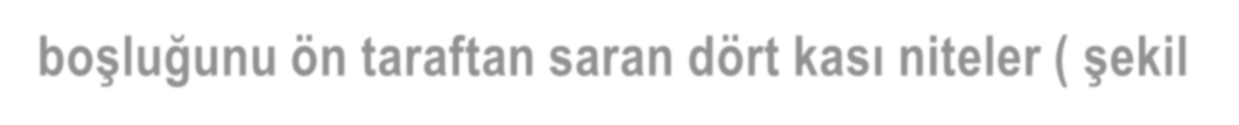 boşluğunu ön taraftan saran dört kası niteler ( şekil